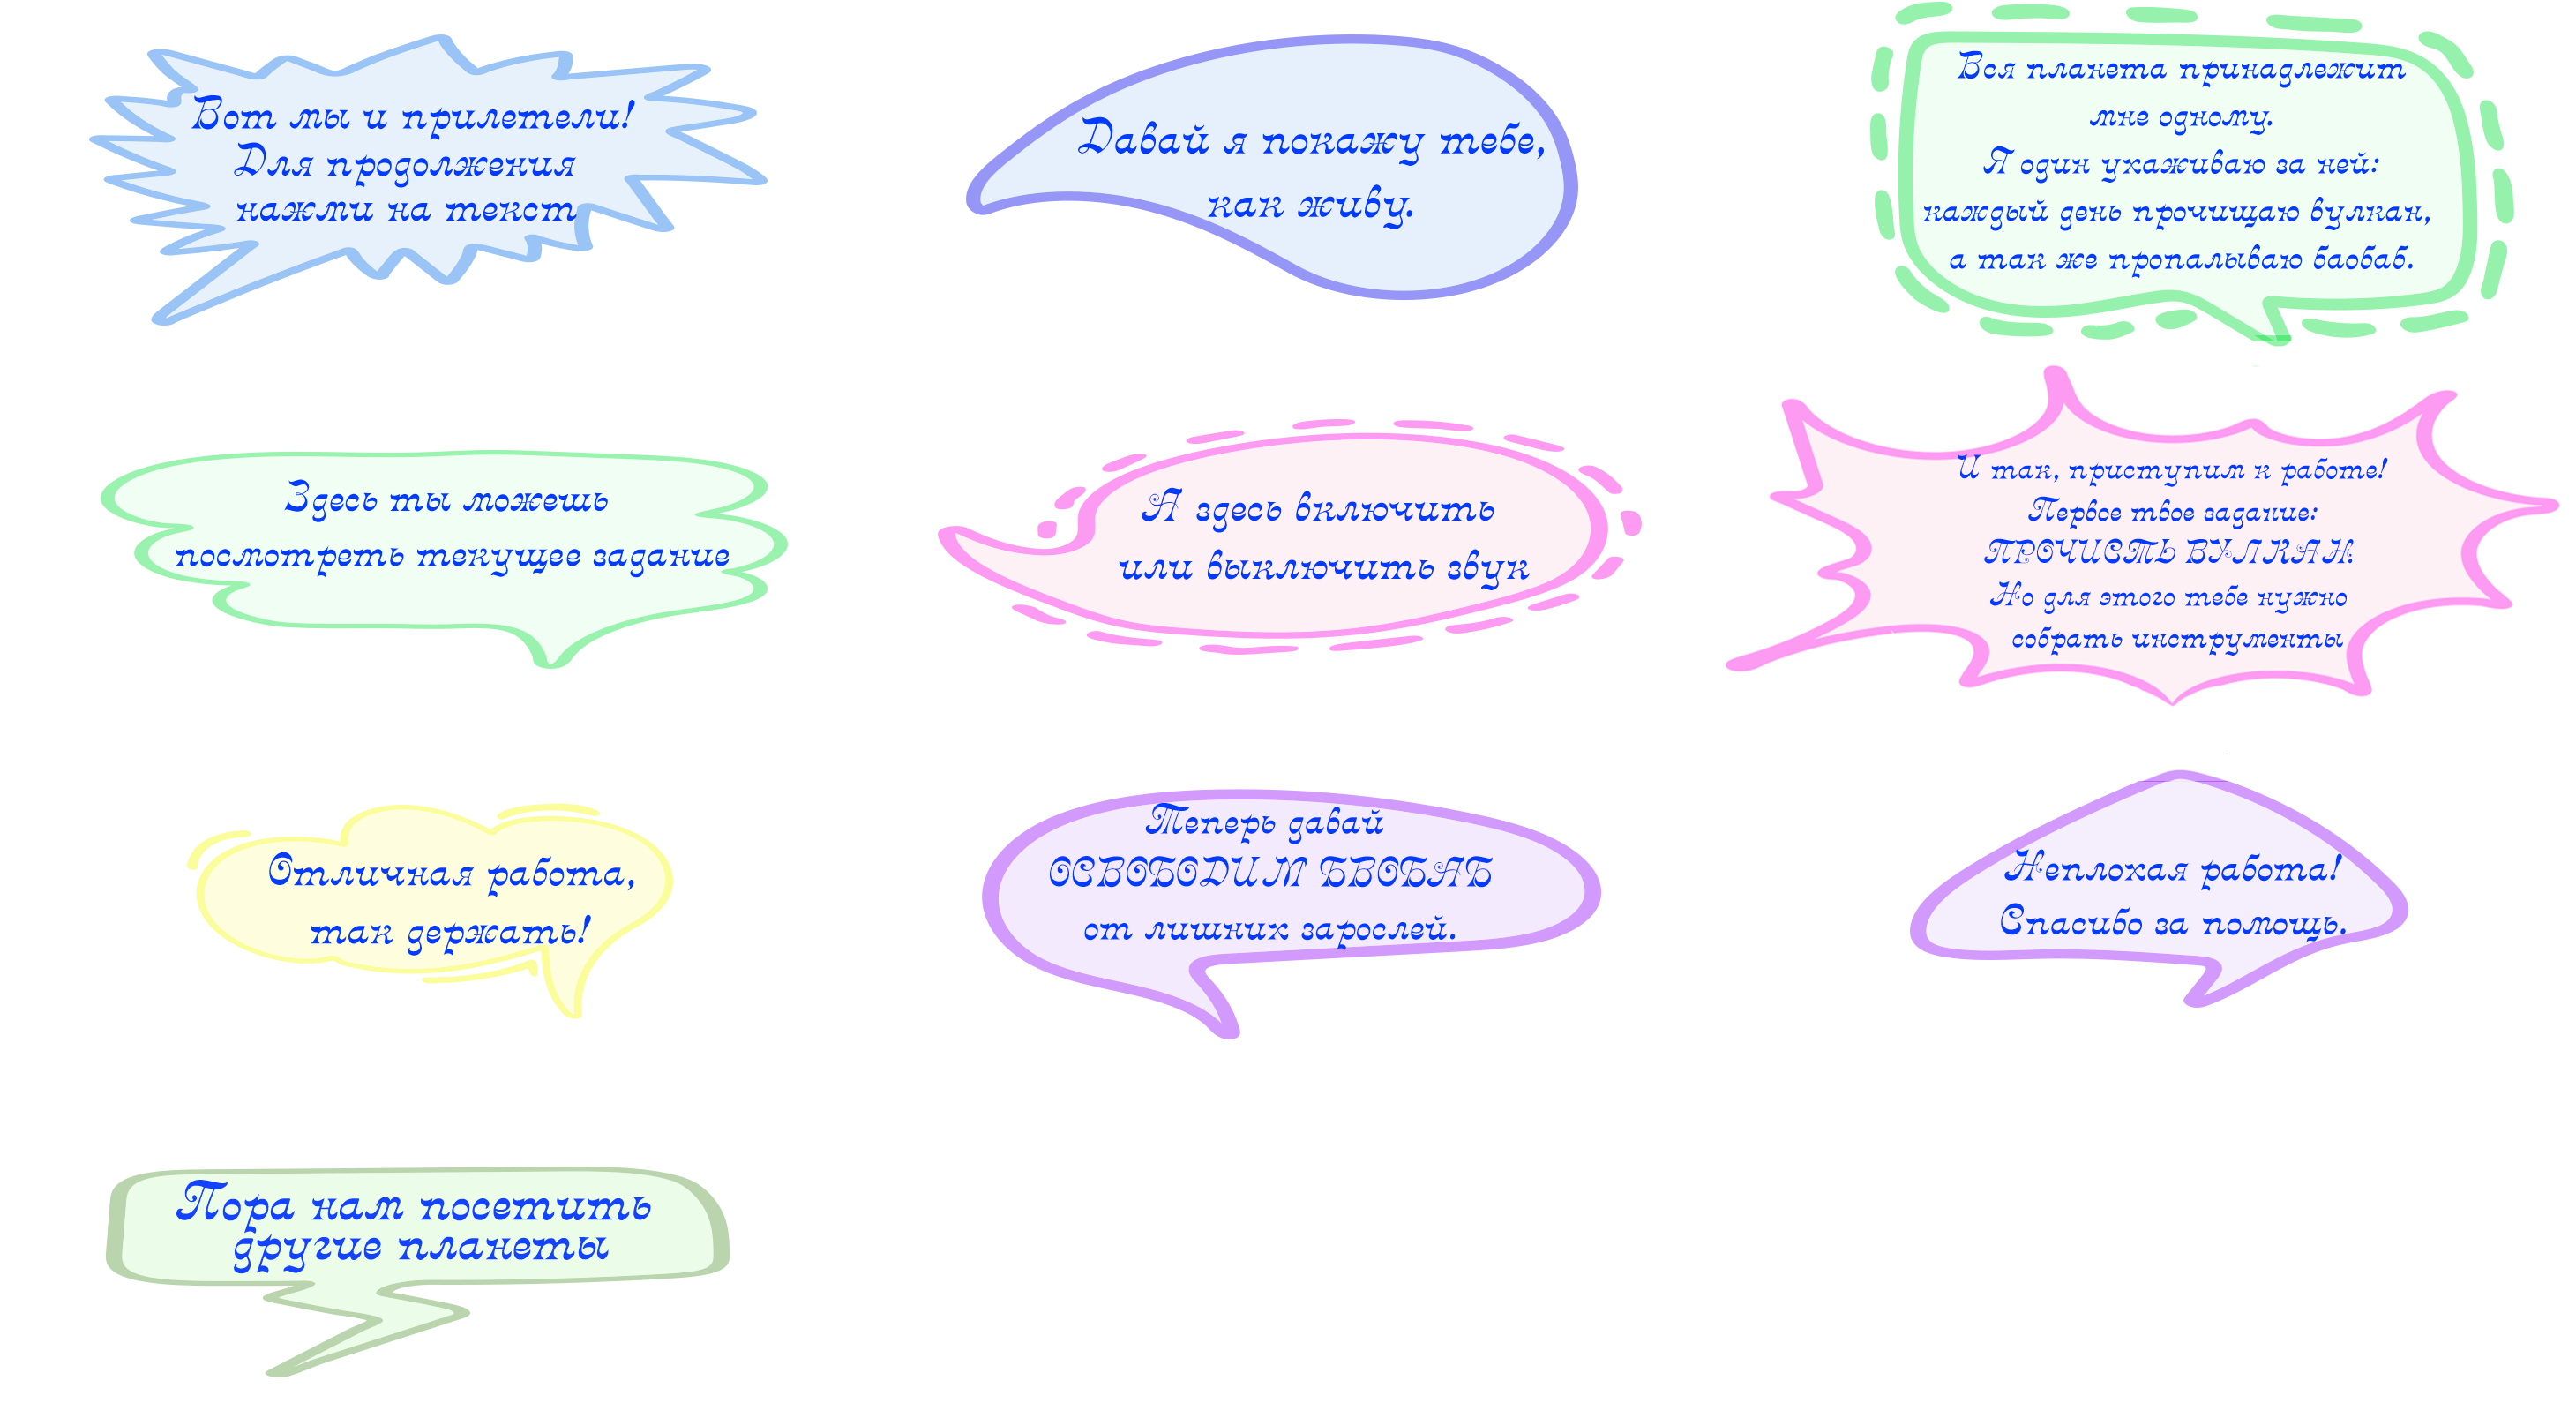 Вот мы и прилетели!
Для продолжения
нажми на текст
Давай я покажу тебе,
как живу.
Вся планета принадлежит
мне одному.
Я один ухаживаю за ней:
каждый день прочищаю вулкан,
а так же пропалываю баобаб.
Здесь ты можешь
посмотреть текущее задание
А здесь включить
или выключить звук
И так, приступим к работе!
Первое твое задание:
ПРОЧИСТЬ ВУЛКАН.
Но для этого тебе нужно
собрать инструменты
Отличная работа,
так держать!
Теперь давай
ОСВОБОДИМ БВОБАБ
от лишних зарослей.
Неплохая работа!
Спасибо за помощь.
Пора нам посетить
другие планеты